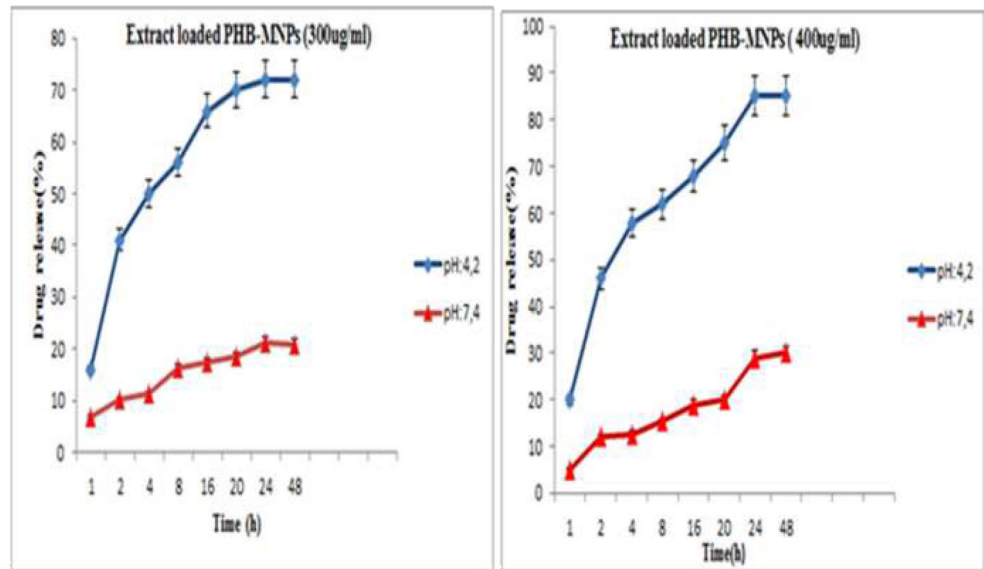 Extract loaded PHB-MNPs (300ug/ml)
80
70
60
50
40
30
20
10
0
Drug release(%)
1 2 4 8 16 20 24 48
Time (h)
pH:4,2
pH:7,4
Extract loaded PHB-MNPs ( 400ug/ml)
100
90
80
70
60
50
40
30
20
10
0
Drug release(%)
1 2 4 8 16 20 24 48
Time(h)
pH:4,2
pH:7,4